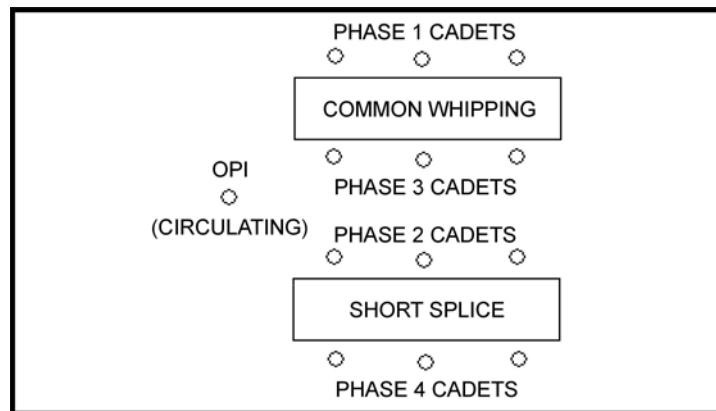 PHASE 1 CADETS
COMMON WHIPPING
PHASE 3 CADETS
OPI
(CIRCULATING)
PHASE 2 CADETS
SHORT SPLICE
PHASE 4 CADETS